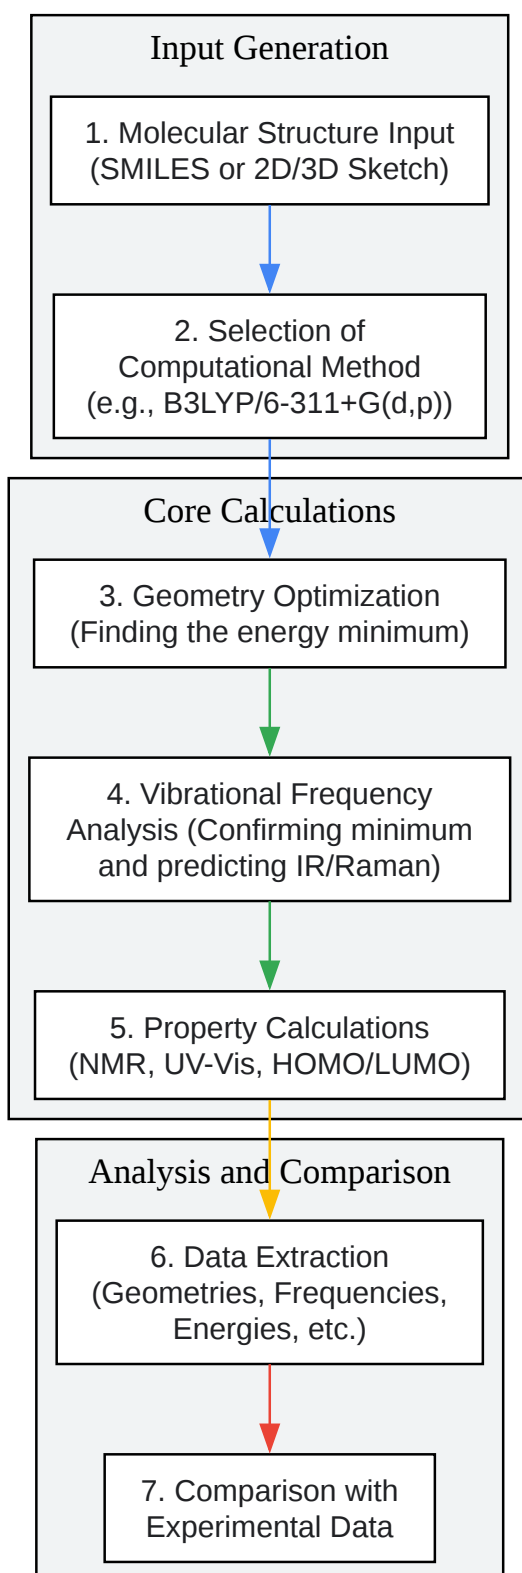 Input Generation
1. Molecular Structure Input
(SMILES or 2D/3D Sketch)
2. Selection of
Computational Method
(e.g., B3LYP/6-311+G(d,p))
Core Calculations
3. Geometry Optimization
(Finding the energy minimum)
4. Vibrational Frequency
Analysis (Confirming minimum
and predicting IR/Raman)
5. Property Calculations
(NMR, UV-Vis, HOMO/LUMO)
Analysis and Comparison
6. Data Extraction
(Geometries, Frequencies,
Energies, etc.)
7. Comparison with
Experimental Data